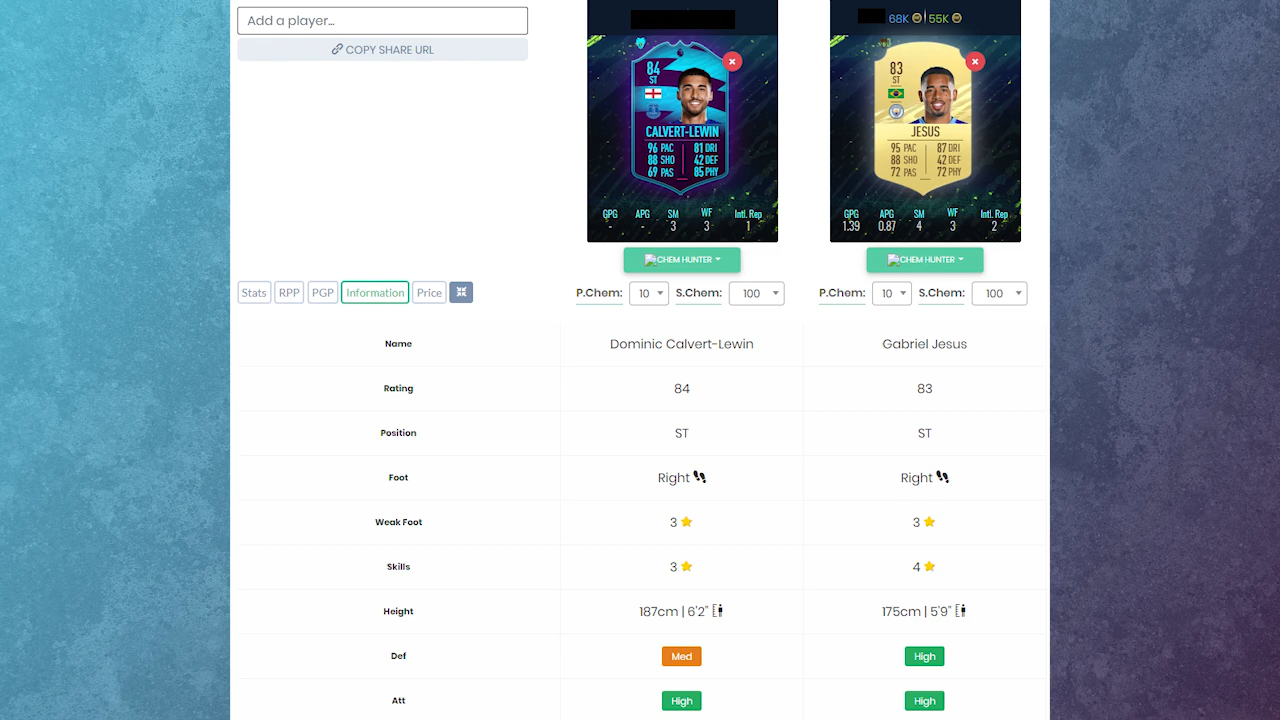 Add a player...
COPY SHARE URL
68K | 55K
84
ST
CALVERT-LEWIN
96 PAC 81 DRI
88 SHO 42 DEF
69 PAS 85 PHY
GPG APG SM WF Intl. Rep
- - 3 3 1
83
ST
JESUS
95 PAC 87 DRI
88 SHO 42 DEF
72 PAS 72 PHY
GPG APG SM WF Intl. Rep
1.39 0.87 4 3 2
CHEM HUNTER CHEM HUNTER
Stats RPP PGP Information Price P.Chem: 10 S.Chem: 100 P.Chem: 10 S.Chem: 100
Name Dominic Calvert-Lewin Gabriel Jesus
Rating 84 83
Position ST ST
Foot Right Right
Weak Foot 3 3
Skills 3 4
Height 187cm | 6'2" 175cm | 5'9"
Def Med High
Att High High